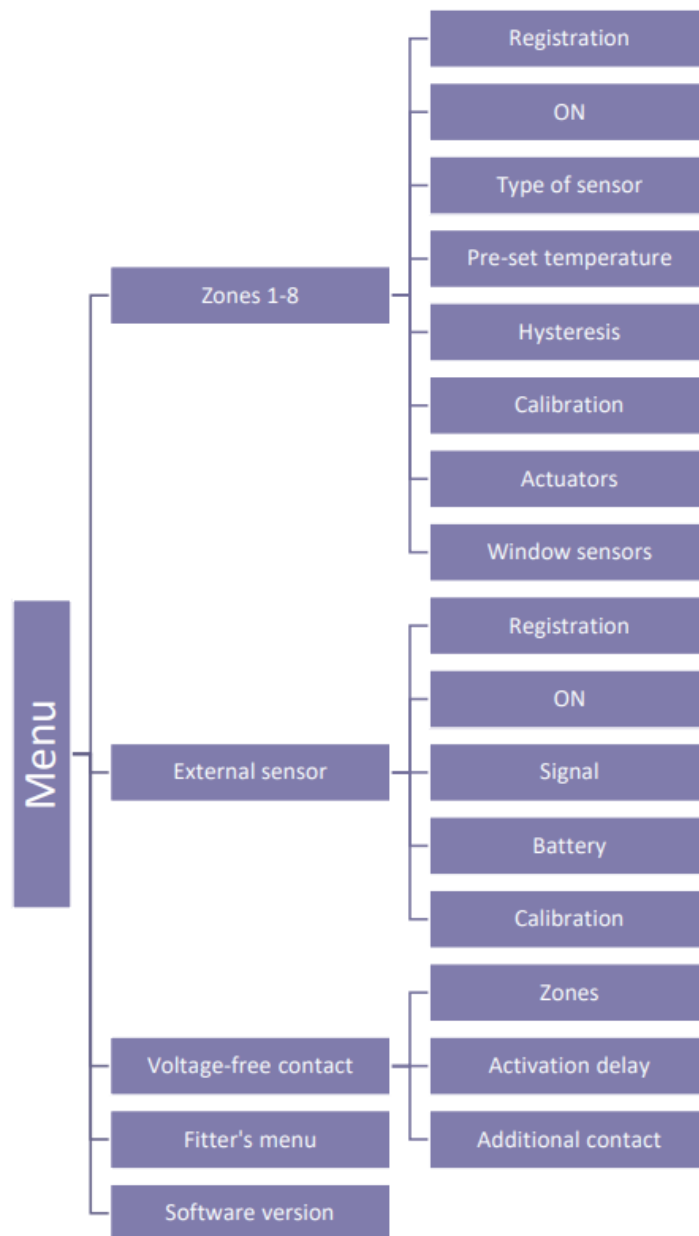 Menu
Zones 1-8
Registration
ON
Type of sensor
Pre-set temperature
Hysteresis
Calibration
Actuators
Window sensors
External sensor
Registration
ON
Signal
Battery
Calibration
Voltage-free contact
Zones
Activation delay
Additional contact
Fitter's menu
Software version